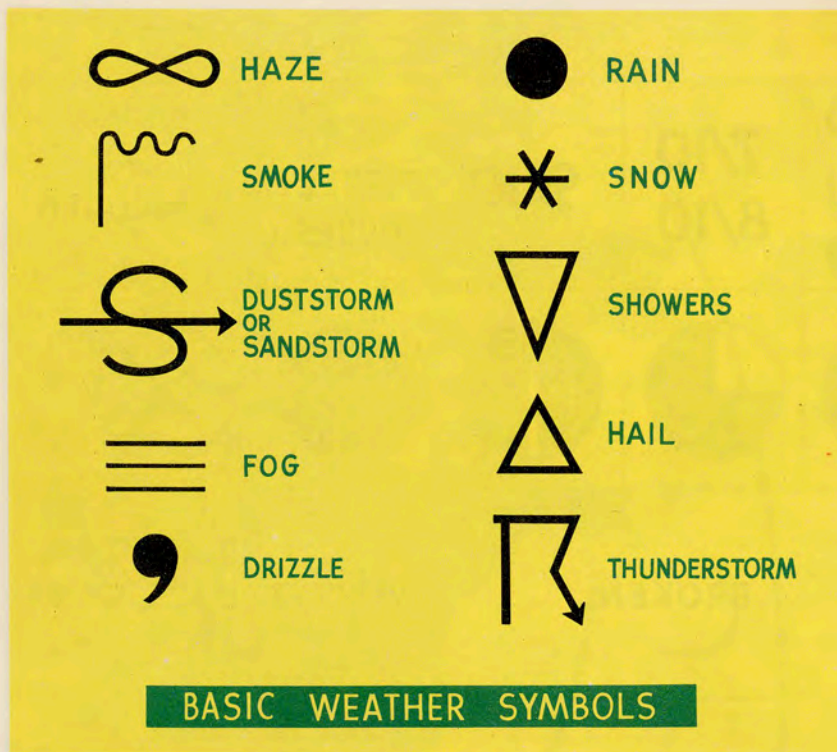 HAZE
SMOKE
DUSTSTORM
OR
SANDSTORM
FOG
DRIZZLE
RAIN
SNOW
SHOWERS
HAIL
THUNDERSTORM
BASIC WEATHER SYMBOLS